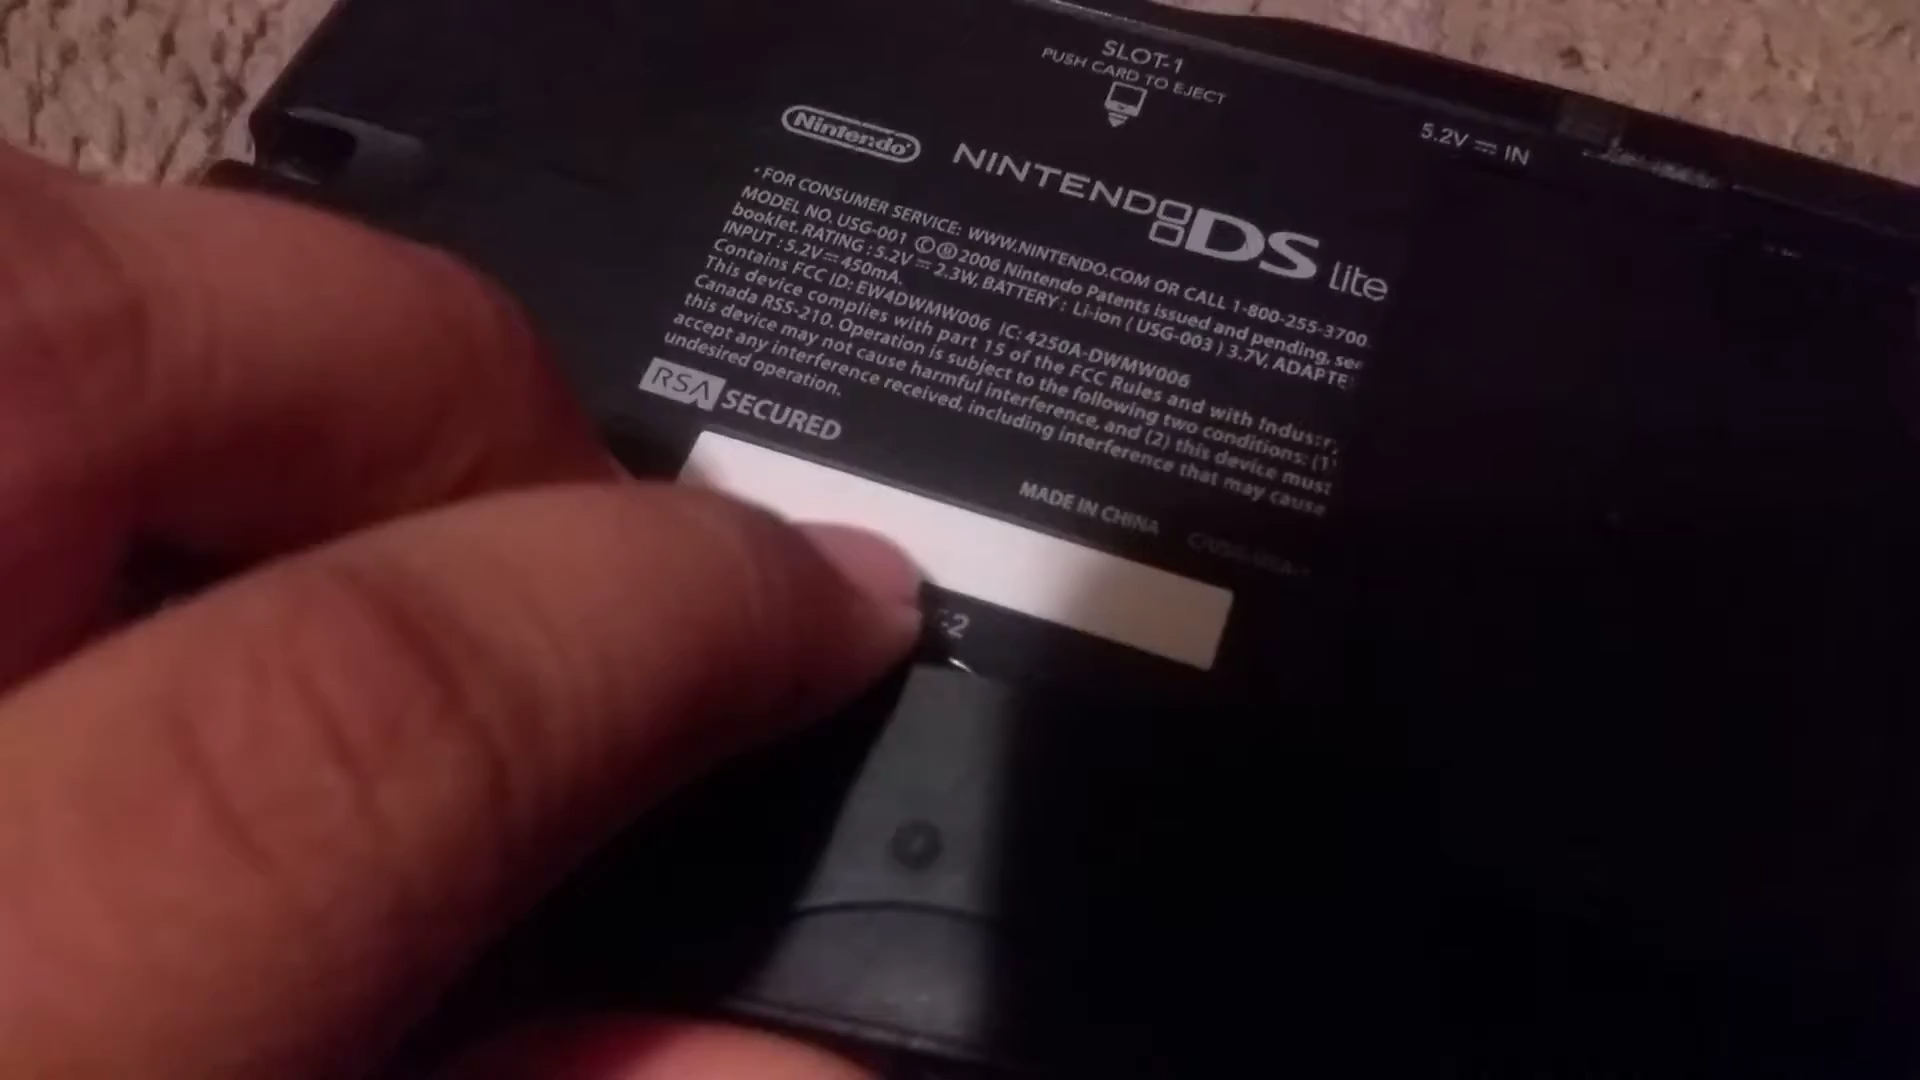 SLOT-1
PUSH CARD TO EJECT
5.2V IN
Nintendo
NINTENDO DS lite
*FOR CONSUMER SERVICE: WWW.NINTENDO.COM OR CALL 1-800-255-3700
MODEL NO. USG-001 ©Ⓜ 2006 Nintendo Patents issued and pending, see
booklet. RATING : 5.2V ⎓ 2.3W, BATTERY : Li-ion ( USG-003 ) 3.7V, ADAPTE
INPUT : 5.2V ⎓ 450mA.
Contains FCC ID: EW4DWMW006 IC: 4250A-DWMW006
This device complies with part 15 of the FCC Rules and with Industr
Canada RSS-210. Operation is subject to the following two conditions: (1
this device may not cause harmful interference, and (2) this device must
accept any interference received, including interference that may cause
undesired operation.
RSA SECURED
MADE IN CHINA
-2